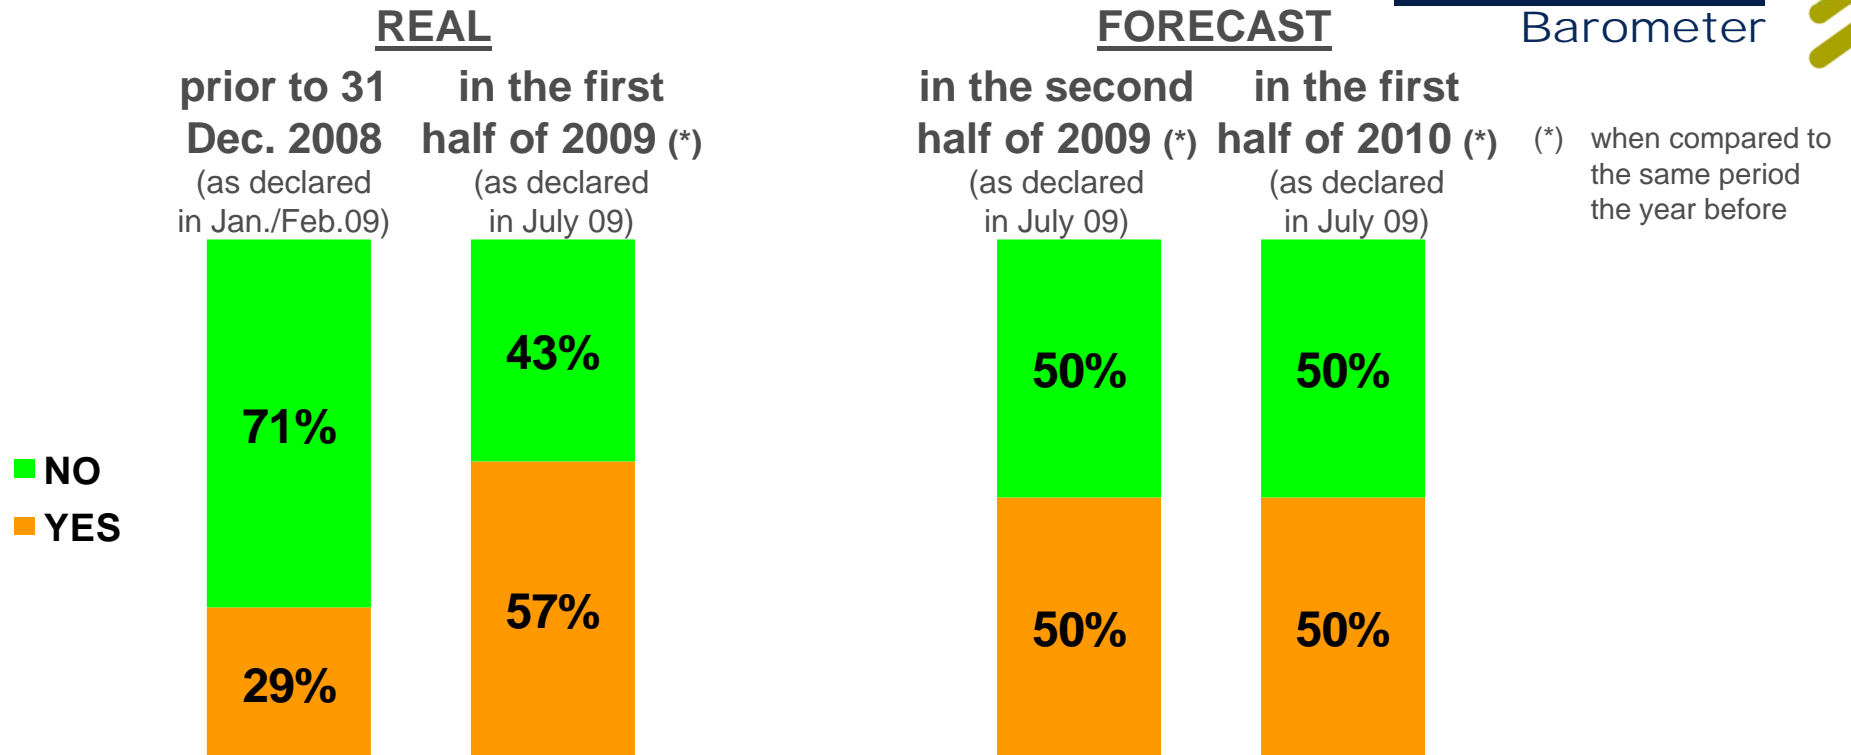 REAL
FORECAST
Barometer
prior to 31
Dec. 2008
(as declared
in Jan./Feb.09)
in the first
half of 2009 (*)
(as declared
in July 09)
in the second
half of 2009 (*)
(as declared
in July 09)
in the first
half of 2010 (*)
(as declared
in July 09)
(*) when compared to
the same period
the year before
43%
50%
50%
71%
NO
YES
57%
50%
50%
29%